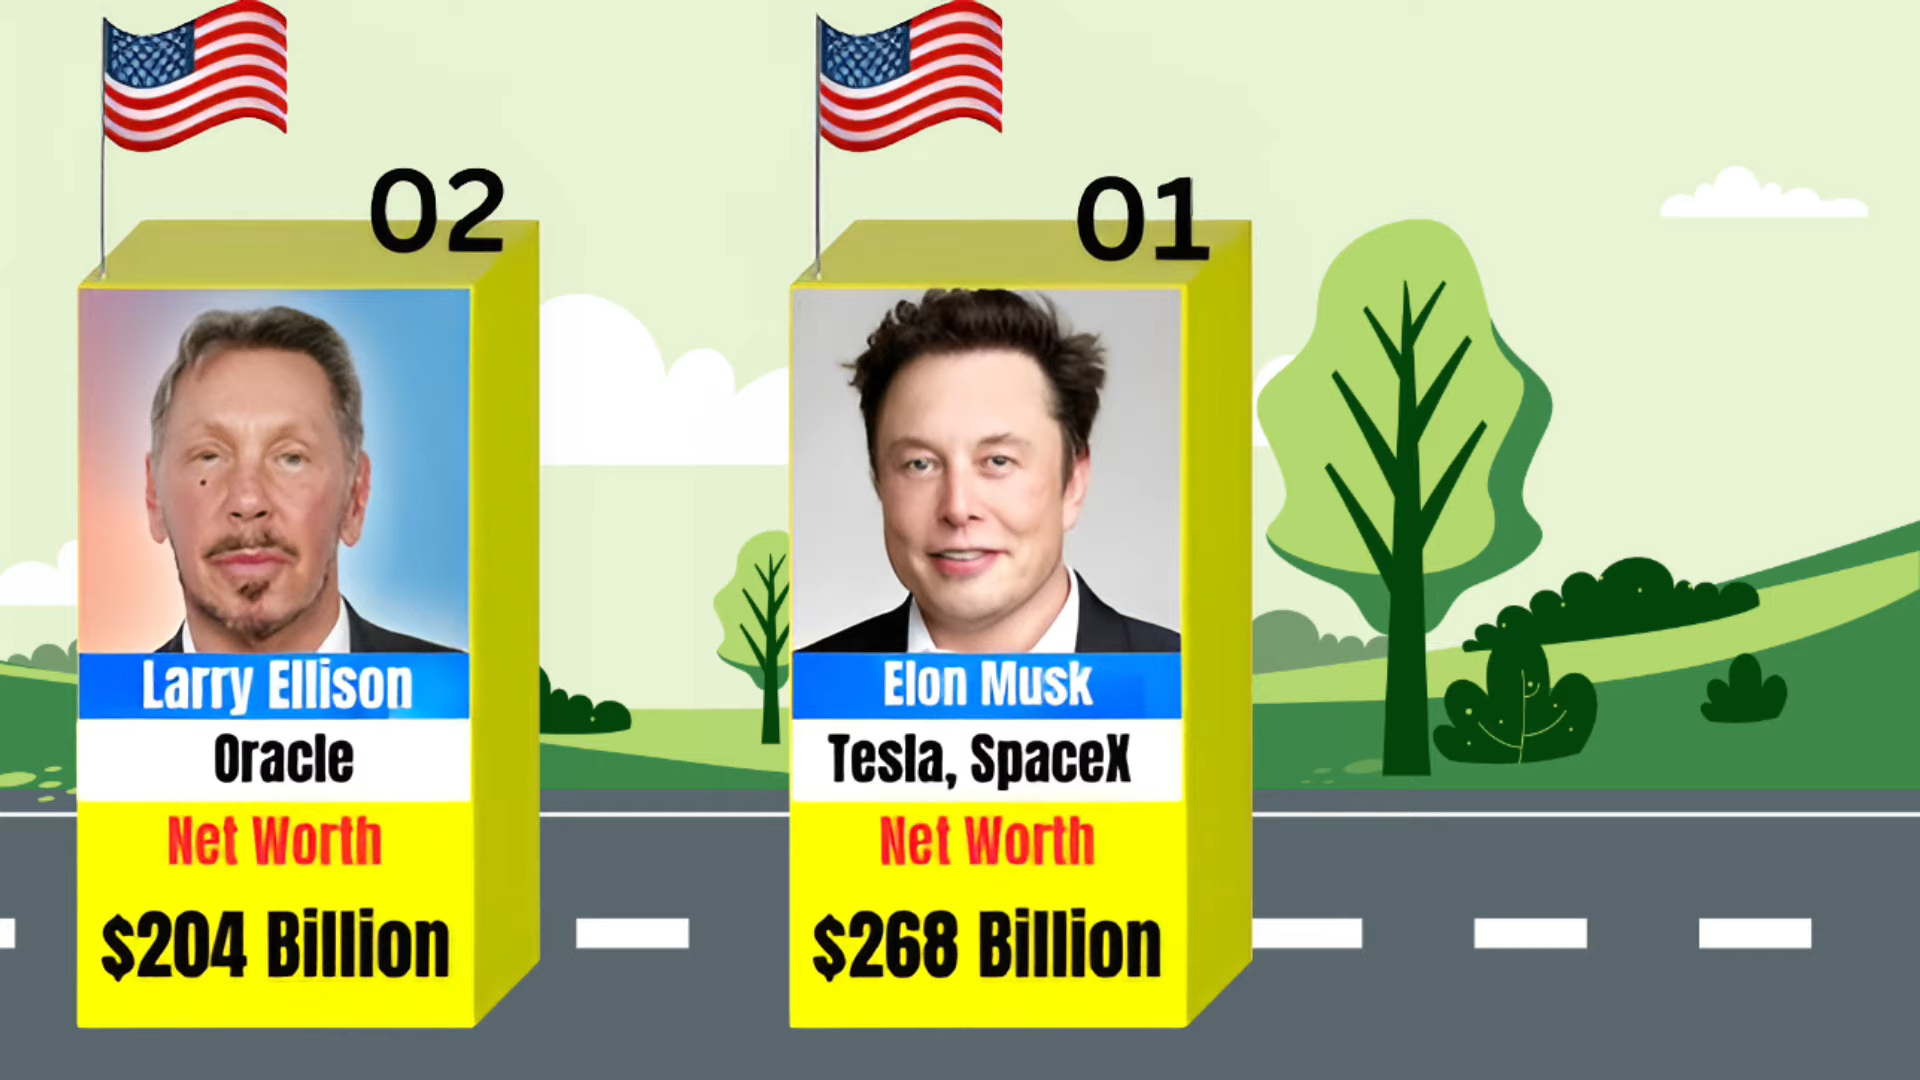 02
Larry Ellison
Oracle
Net Worth
$204 Billion
01
Elon Musk
Tesla, SpaceX
Net Worth
$268 Billion